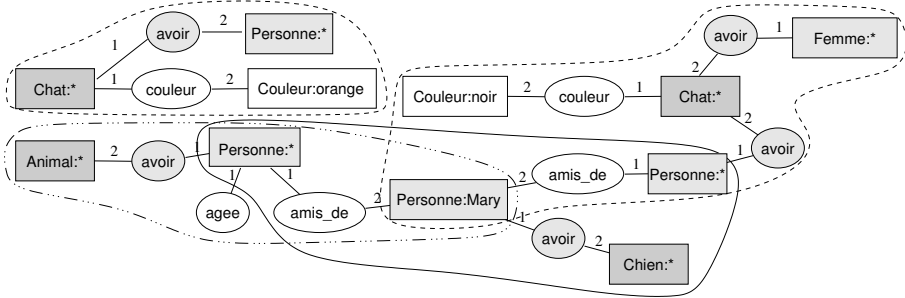 avoir 2 Personne:*
1
Chat:* 1 couleur 2 Couleur:orange
avoir 1 Femme:*
2
Couleur:noir 2 couleur 1 Chat:*
2
avoir
1
Animal:* 2 avoir 1 Personne:*
1 1
agee amis_de 2 Personne:Mary 2 amis_de 1 Personne:*
1
avoir 2 Chien:*